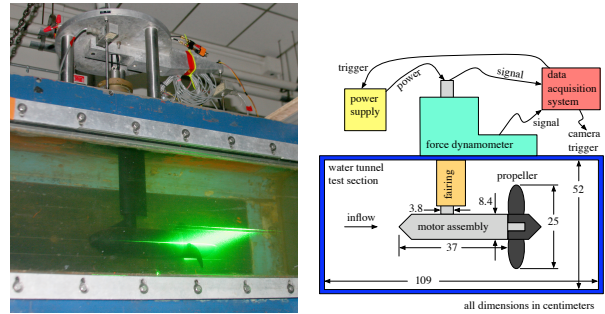 trigger
power
signal
data
acquisition
system
power
supply
signal
camera
trigger
force dynamometer
water tunnel
test section
fairing
propeller
52
3.8
8.4
inflow
motor assembly
25
37
109
all dimensions in centimeters